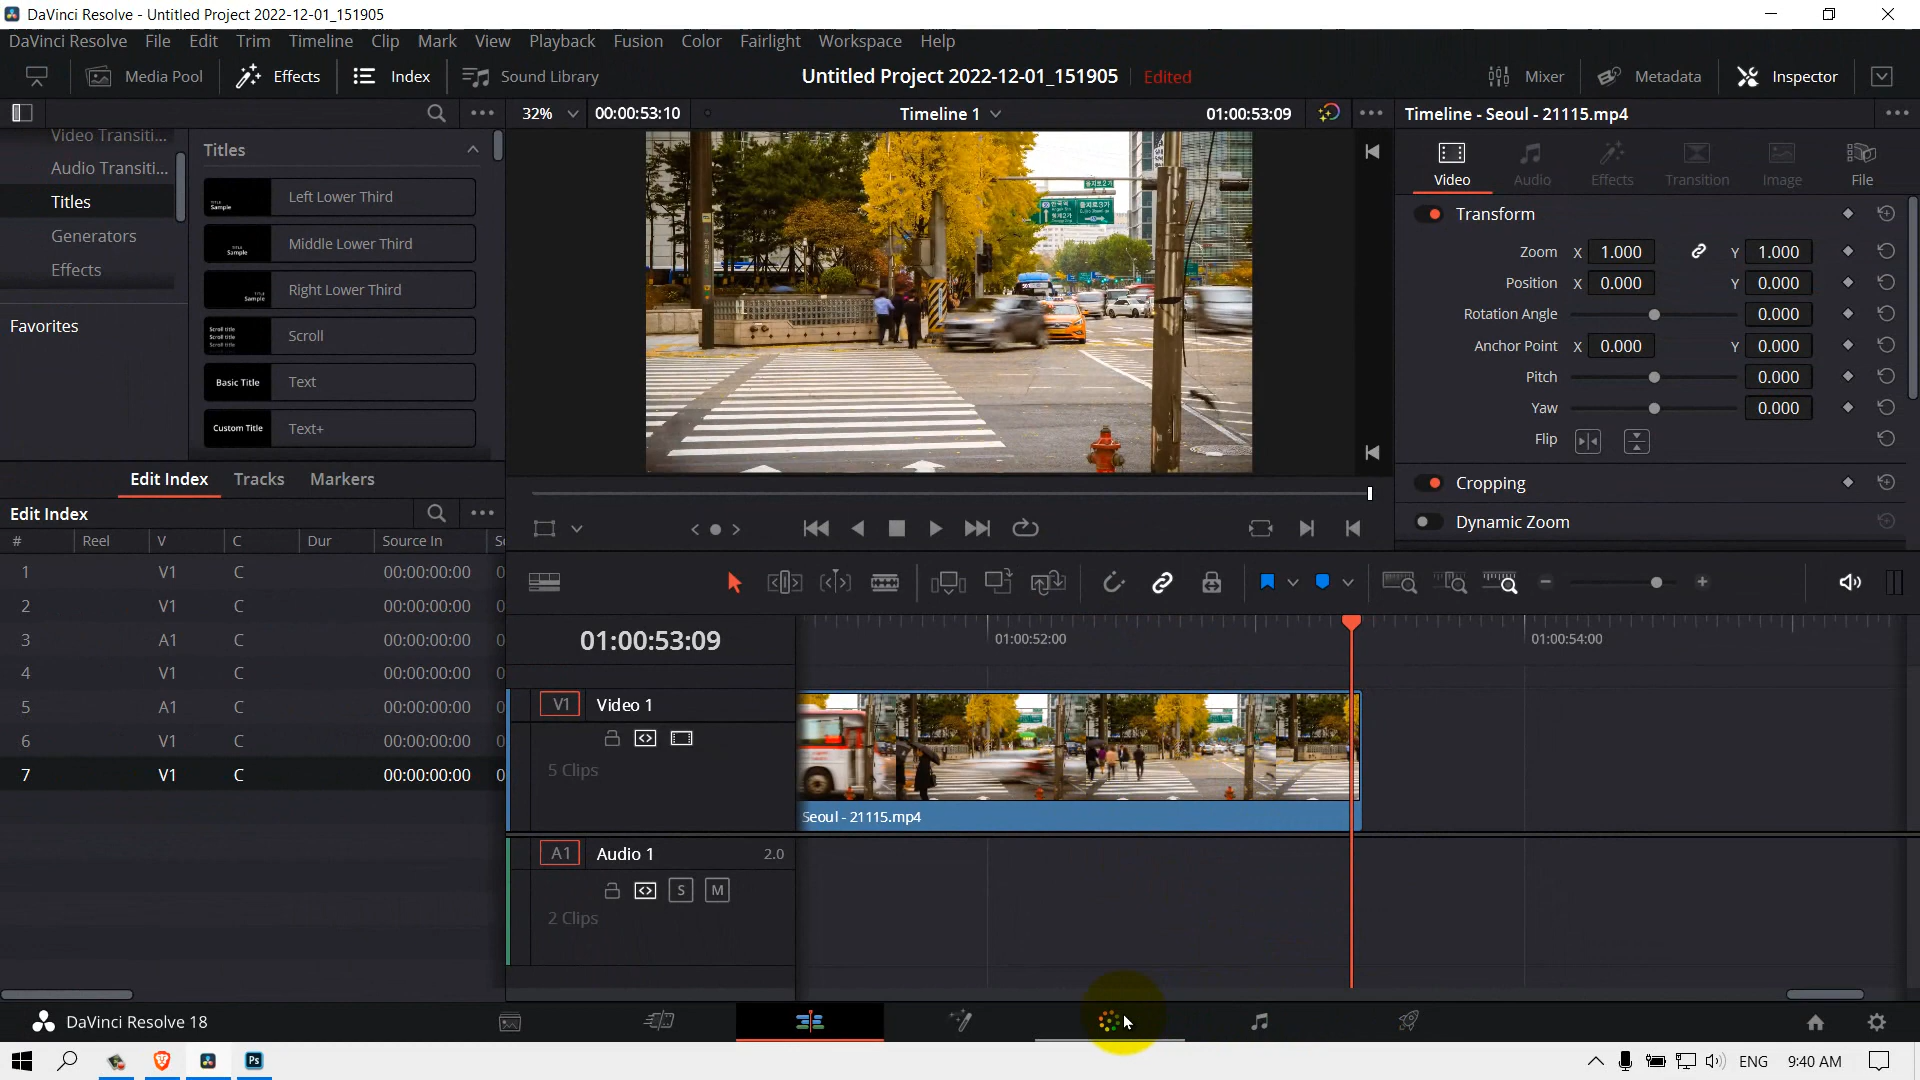 DaVinci Resolve - Untitled Project 2022-12-01_151905
DaVinci Resolve File Edit Trim Timeline Clip Mark View Playback Fusion Color Fairlight Workspace Help
Media Pool Effects Index Sound Library Untitled Project 2022-12-01_151905 Edited Mixer Metadata Inspector
32% 00:00:53:10 Timeline 1 01:00:53:09 Timeline - Seoul - 21115.mp4
Video Transiti...
Audio Transiti...
Titles
Generators
Effects
Favorites
Titles
Left Lower Third
Middle Lower Third
Right Lower Third
Scroll
Basic Title Text
Custom Title Text+
Video Audio Effects Transition Image File
Transform
Zoom X 1.000 Y 1.000
Position X 0.000 Y 0.000
Rotation Angle 0.000
Anchor Point X 0.000 Y 0.000
Pitch 0.000
Yaw 0.000
Flip
Cropping
Dynamic Zoom
Edit Index Tracks Markers
Edit Index
# Reel V C Dur Source In
1 V1 C 00:00:00:00 0
2 V1 C 00:00:00:00 0
3 A1 C 00:00:00:00 0
4 V1 C 00:00:00:00 0
5 A1 C 00:00:00:00 0
6 V1 C 00:00:00:00 0
7 V1 C 00:00:00:00 0
01:00:53:09 01:00:52:00 01:00:54:00
V1 Video 1
5 Clips
Seoul - 21115.mp4
A1 Audio 1 2.0
S M
2 Clips
DaVinci Resolve 18
Ps ENG 9:40 AM